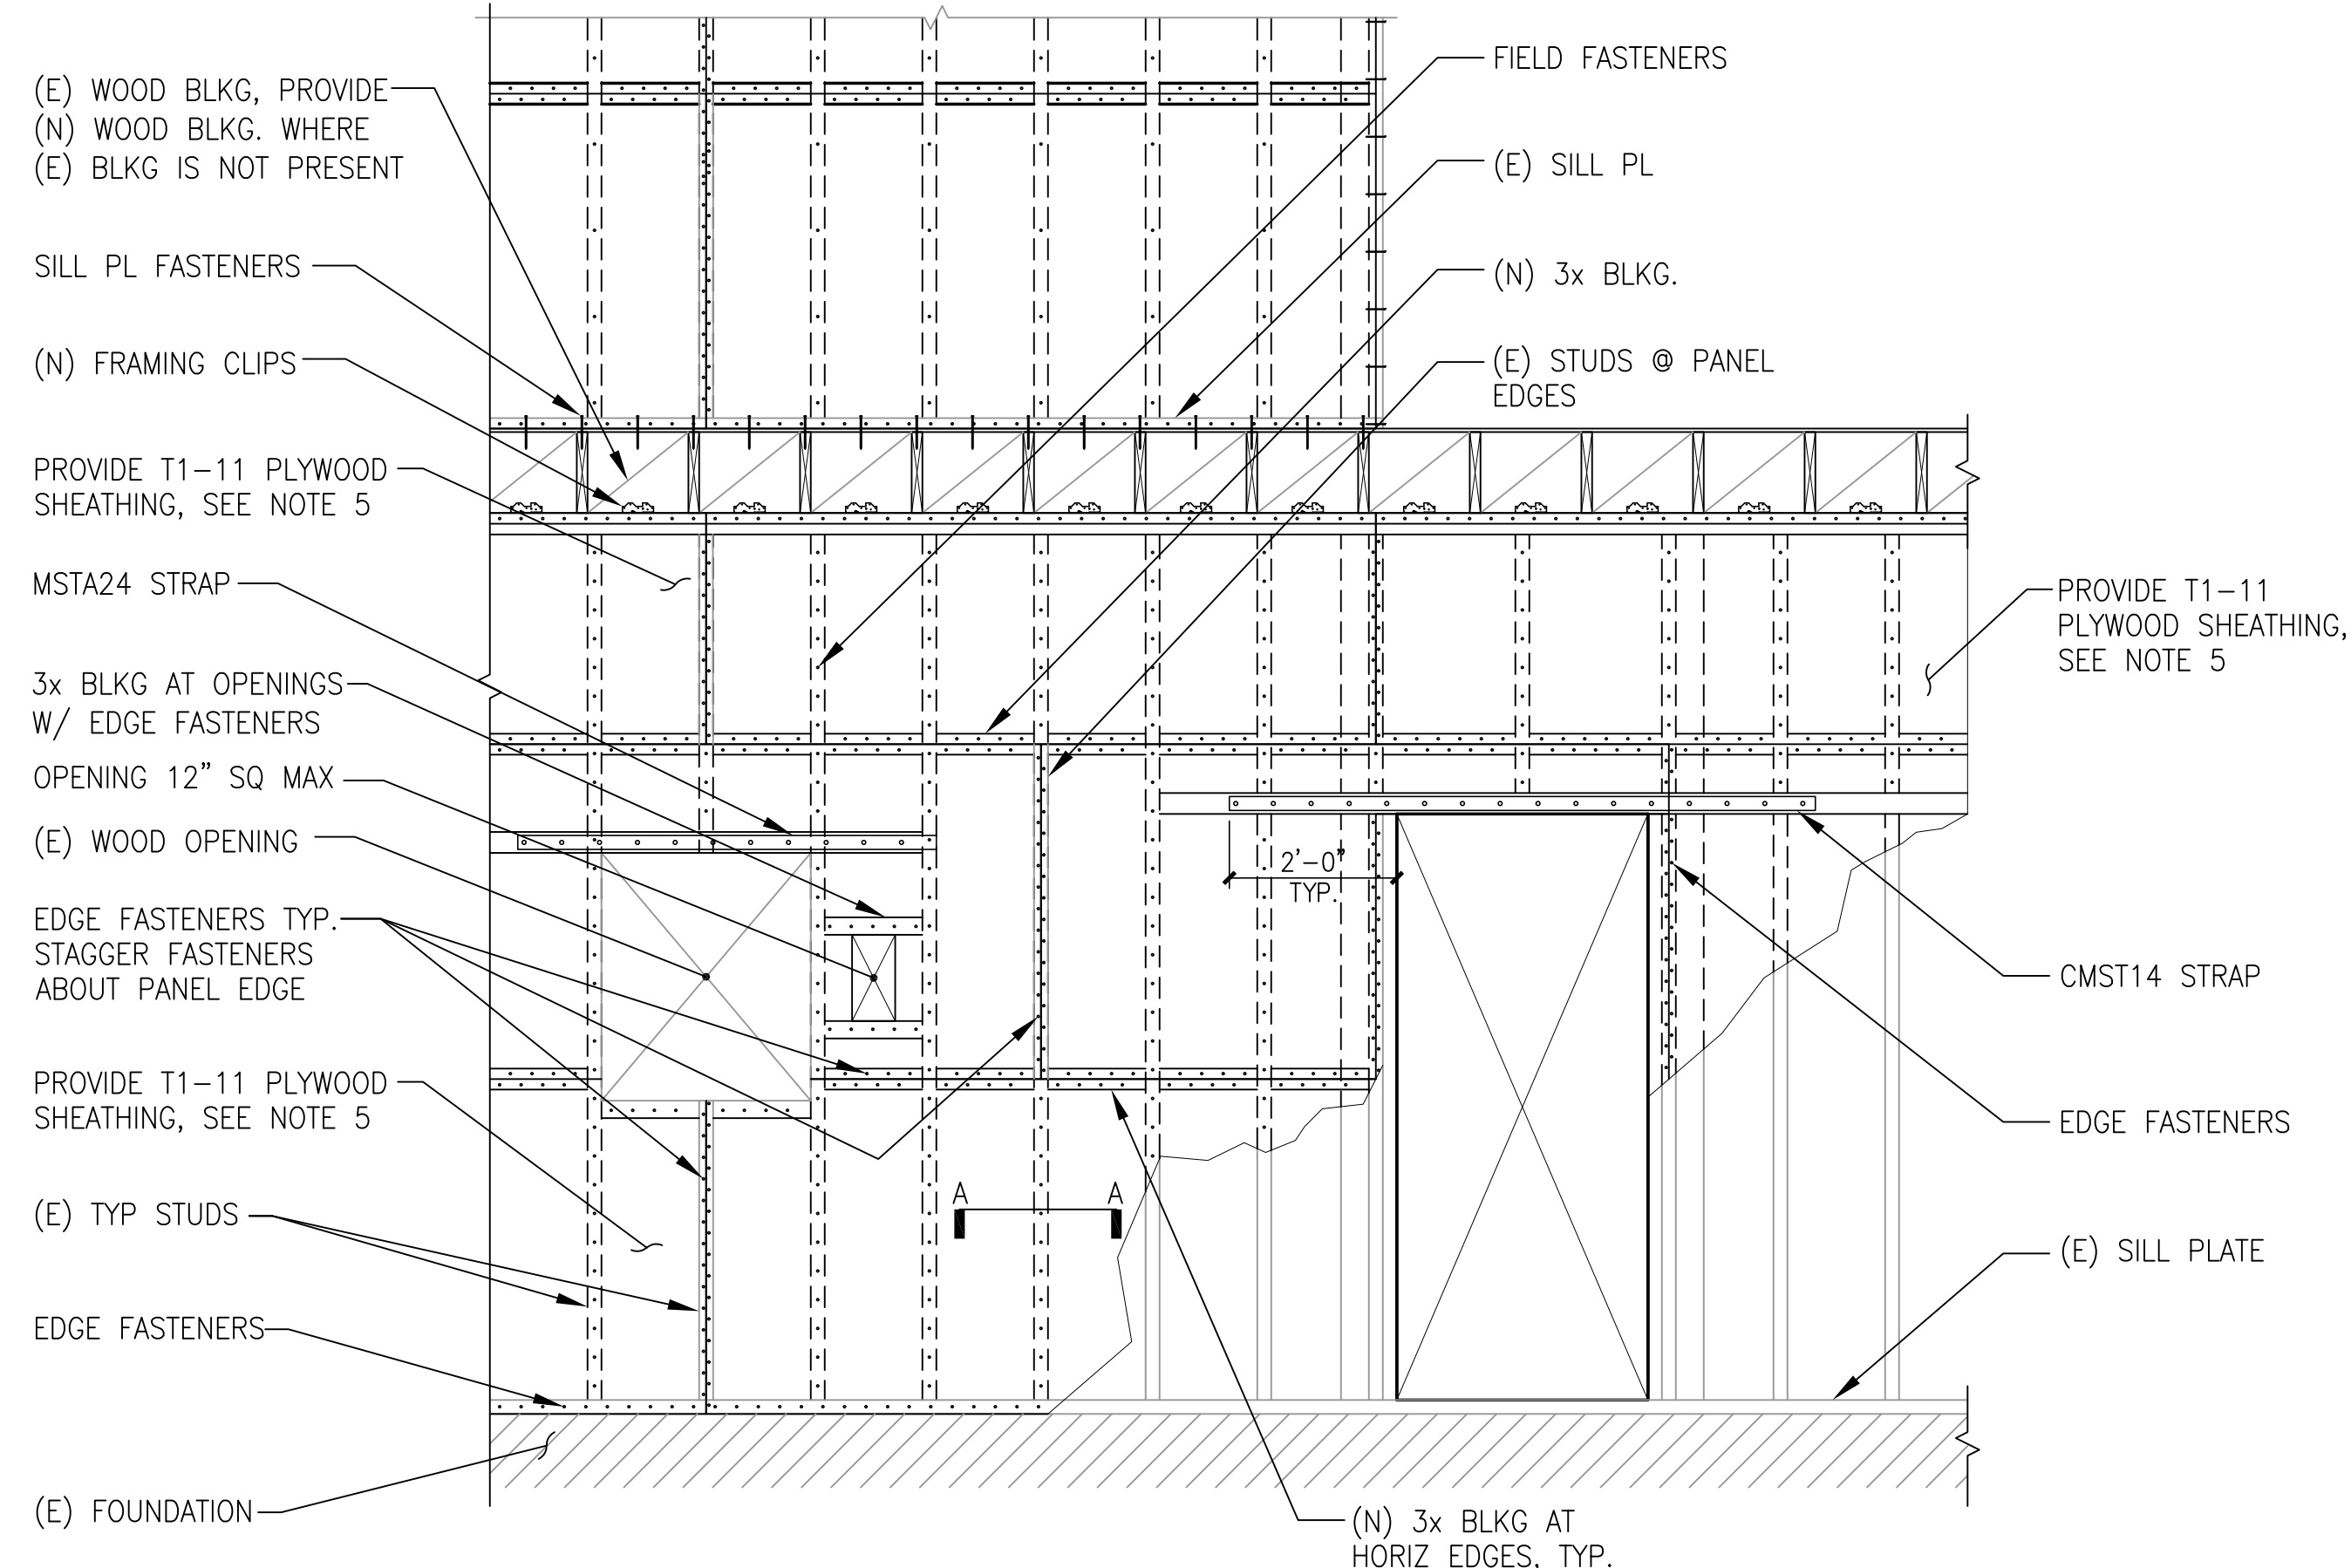 (E) WOOD BLKG, PROVIDE
(N) WOOD BLKG. WHERE
(E) BLKG IS NOT PRESENT
SILL PL FASTENERS
(N) FRAMING CLIPS
PROVIDE T1-11 PLYWOOD
SHEATHING, SEE NOTE 5
MSTA24 STRAP
3x BLKG AT OPENINGS
W/ EDGE FASTENERS
OPENING 12" SQ MAX
(E) WOOD OPENING
EDGE FASTENERS TYP.
STAGGER FASTENERS
ABOUT PANEL EDGE
PROVIDE T1-11 PLYWOOD
SHEATHING, SEE NOTE 5
(E) TYP STUDS
EDGE FASTENERS
(E) FOUNDATION
2'-0"
TYP.
A A
FIELD FASTENERS
(E) SILL PL
(N) 3x BLKG.
(E) STUDS @ PANEL
EDGES
PROVIDE T1-11
PLYWOOD SHEATHING,
SEE NOTE 5
CMST14 STRAP
EDGE FASTENERS
(E) SILL PLATE
(N) 3x BLKG AT
HORIZ EDGES, TYP.